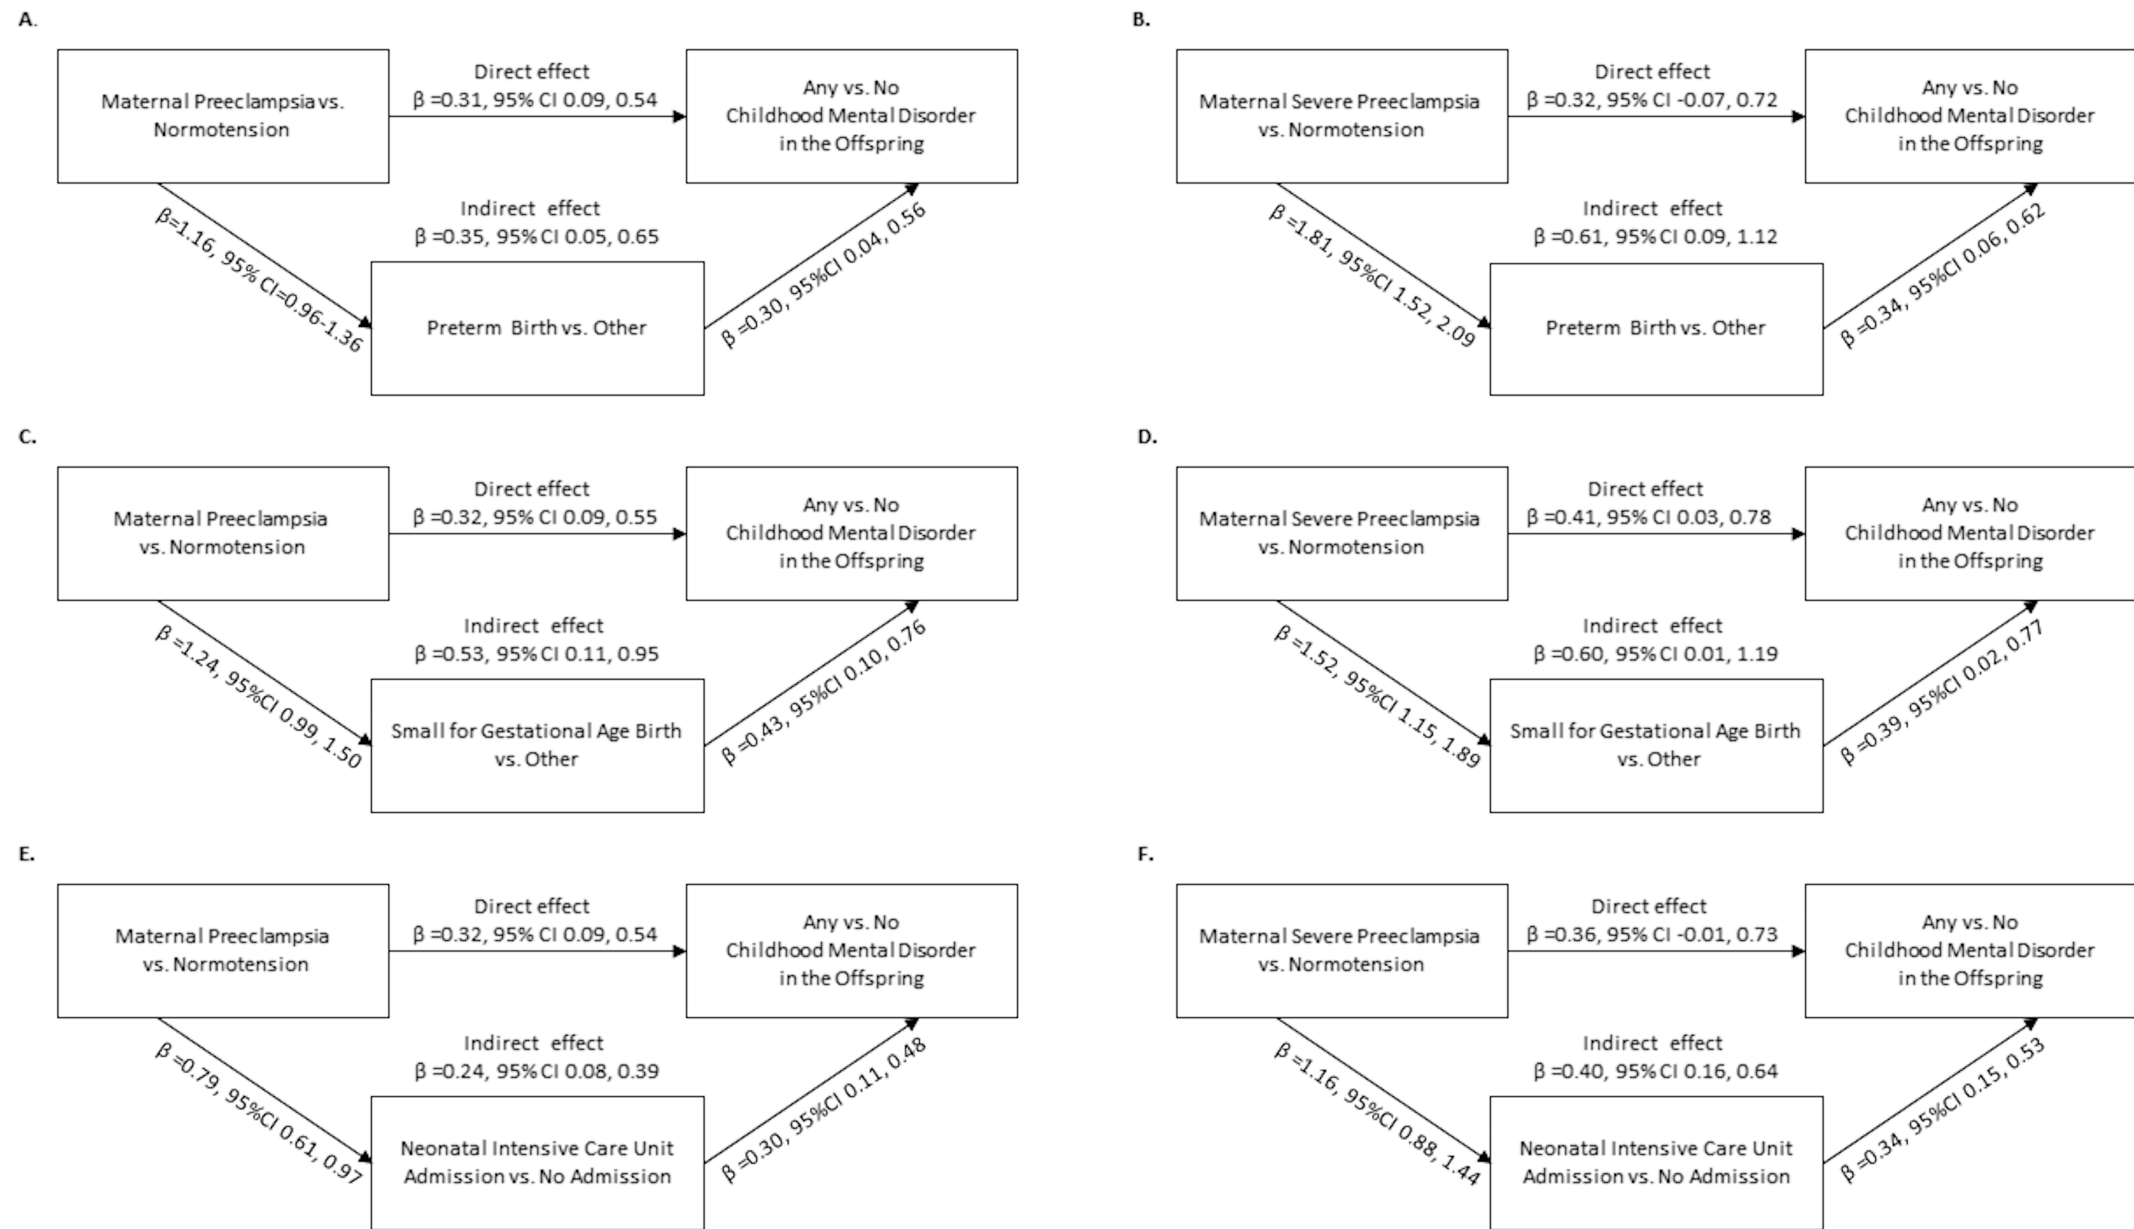 A.
Maternal Preeclampsia vs.
Normotension
Direct effect
β =0.31, 95% CI 0.09, 0.54
Any vs. No
Childhood Mental Disorder
in the Offspring
Indirect effect
β =0.35, 95%CI 0.05, 0.65
β=1.16, 95% CI=0.96-1.36
Preterm Birth vs. Other
β =0.30, 95%CI 0.04, 0.56
B.
Maternal Severe Preeclampsia
vs. Normotension
Direct effect
β =0.32, 95% CI -0.07, 0.72
Any vs. No
Childhood Mental Disorder
in the Offspring
Indirect effect
β =0.61, 95%CI 0.09, 1.12
β =1.81, 95%CI 1.52, 2.09
Preterm Birth vs. Other
β =0.34, 95%CI 0.06, 0.62
C.
Maternal Preeclampsia
vs. Normotension
Direct effect
β =0.32, 95% CI 0.09, 0.55
Any vs. No
Childhood Mental Disorder
in the Offspring
Indirect effect
β =0.53, 95%CI 0.11, 0.95
β =1.24, 95%CI 0.99, 1.50
Small for Gestational Age Birth
vs. Other
β =0.43, 95%CI 0.10, 0.76
D.
Maternal Severe Preeclampsia
vs. Normotension
Direct effect
β =0.41, 95% CI 0.03, 0.78
Any vs. No
Childhood Mental Disorder
in the Offspring
Indirect effect
β =0.60, 95%CI 0.01, 1.19
β =1.52, 95%CI 1.15, 1.89
Small for Gestational Age Birth
vs. Other
β =0.39, 95%CI 0.02, 0.77
E.
Maternal Preeclampsia
vs. Normotension
Direct effect
β =0.32, 95% CI 0.09, 0.54
Any vs. No
Childhood Mental Disorder
in the Offspring
Indirect effect
β =0.24, 95%CI 0.08, 0.39
β =0.79, 95%CI 0.61, 0.97
Neonatal Intensive Care Unit
Admission vs. No Admission
β =0.30, 95%CI 0.11, 0.48
F.
Maternal Severe Preeclampsia
vs. Normotension
Direct effect
β =0.36, 95% CI -0.01, 0.73
Any vs. No
Childhood Mental Disorder
in the Offspring
Indirect effect
β =0.40, 95%CI 0.16, 0.64
β =1.16, 95%CI 0.88, 1.44
Neonatal Intensive Care Unit
Admission vs. No Admission
β =0.34, 95%CI 0.15, 0.53